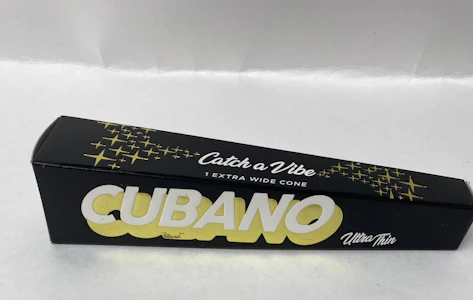 Catch a Vibe
1 EXTRA WIDE CONE
CUBANO
Ultra Thin